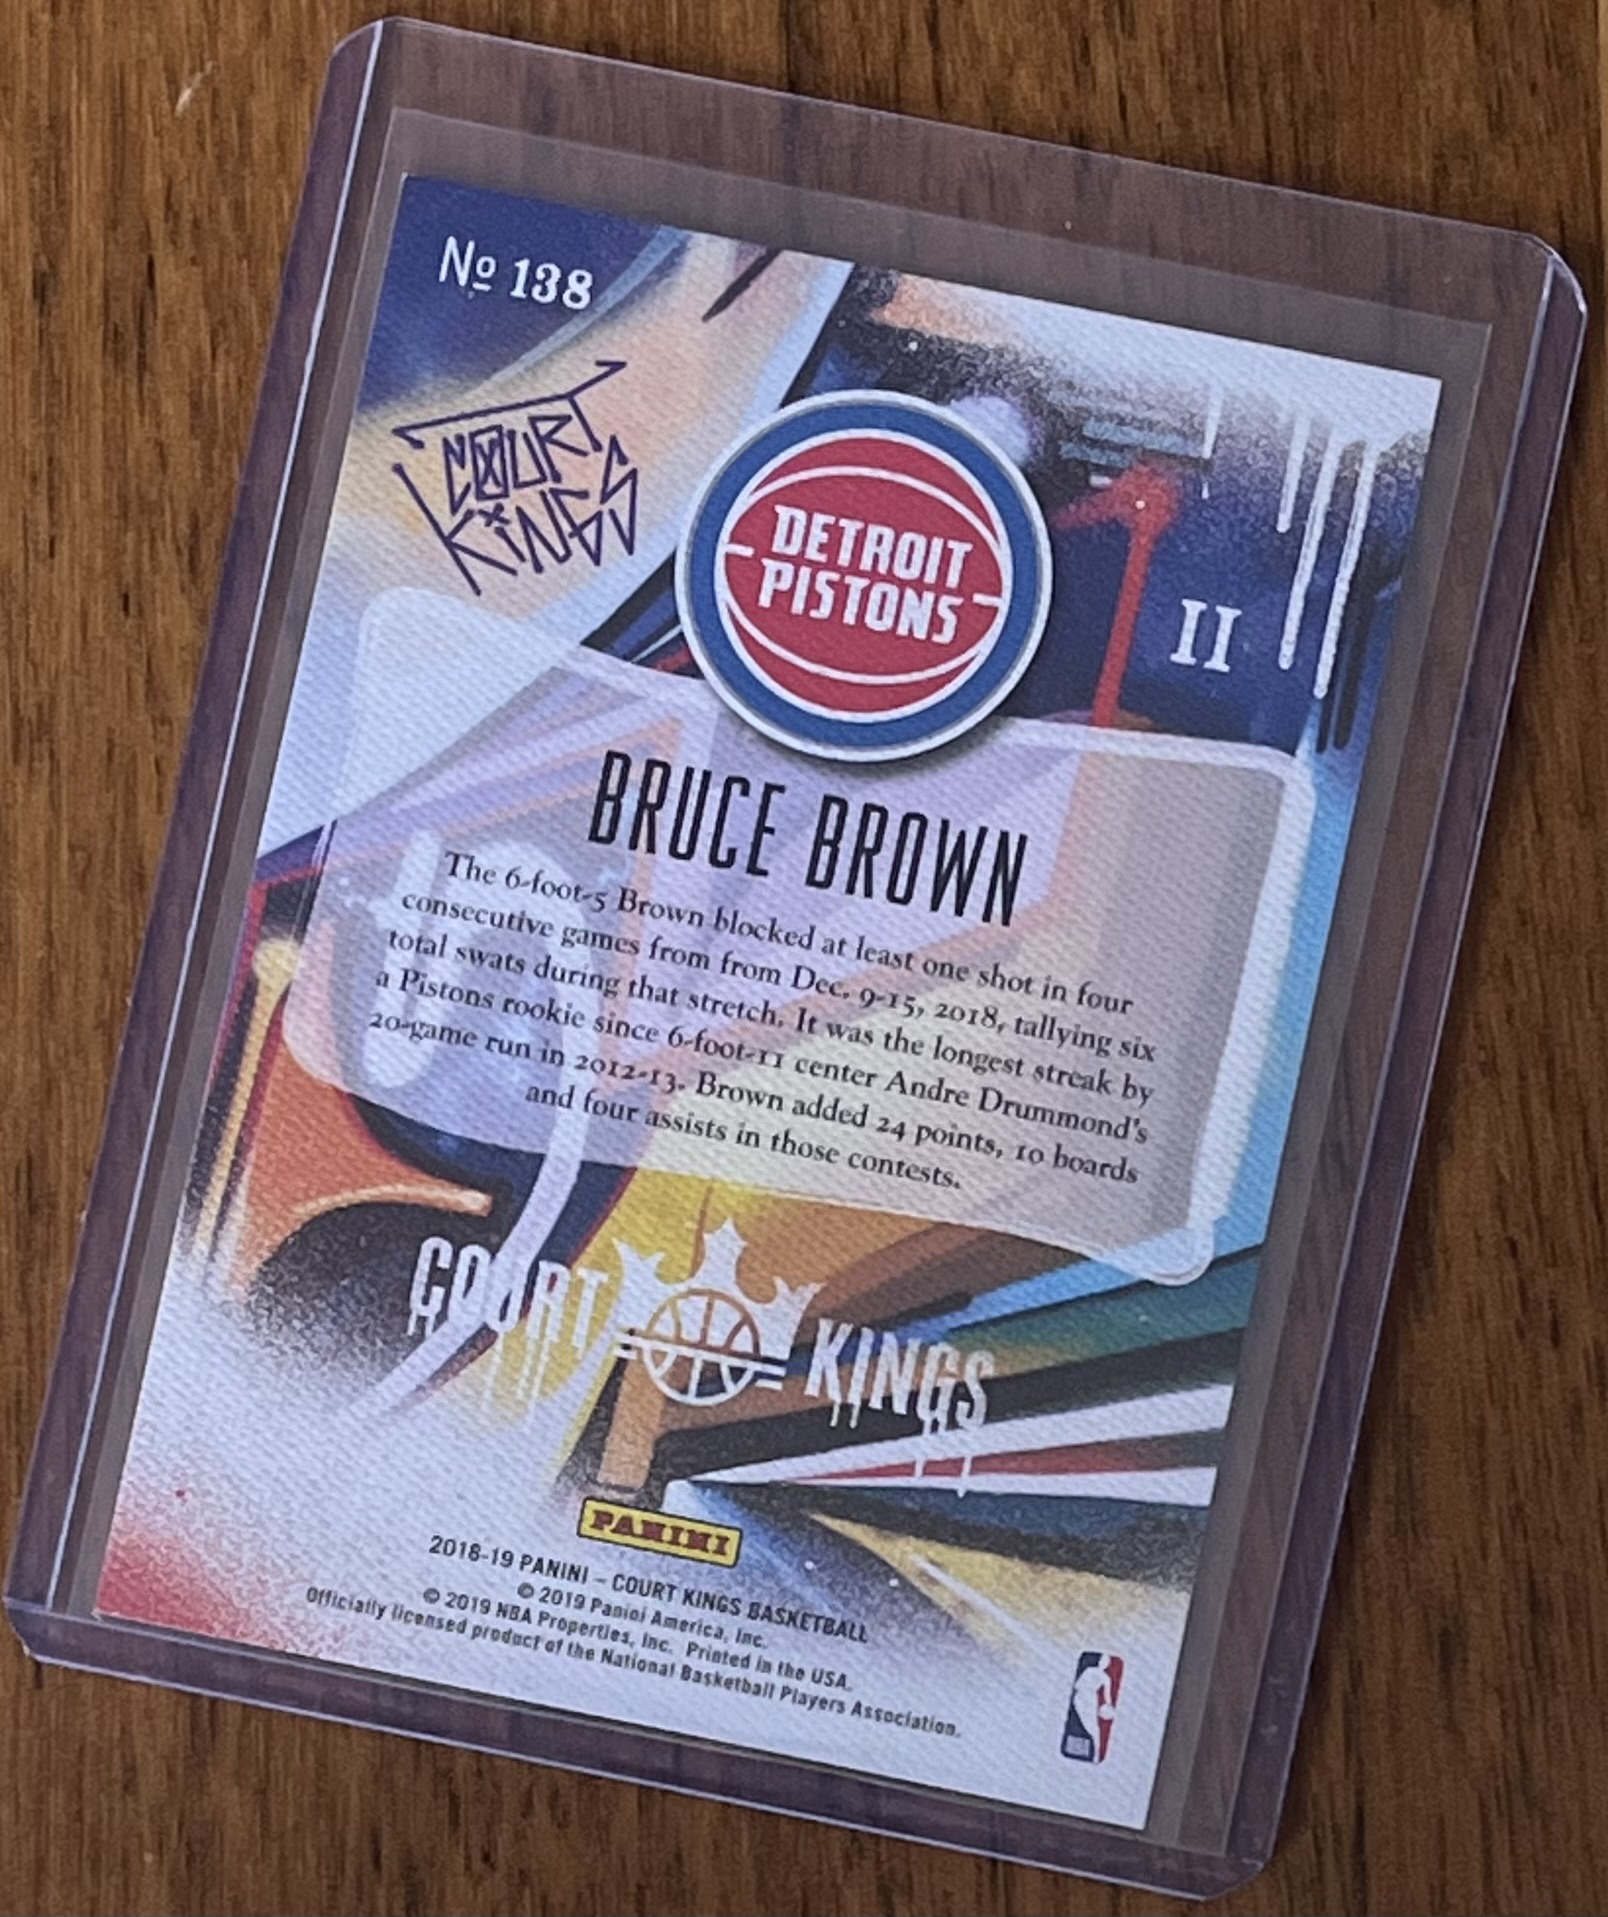 No 138
COURT
KINGS
DETROIT
PISTONS
II
BRUCE BROWN
The 6-foot-5 Brown blocked at least one shot in four
consecutive games from from Dec. 9-15, 2018, tallying six
total swats during that stretch. It was the longest streak by
a Pistons rookie since 6-foot-11 center Andre Drummond's
20-game run in 2012-13. Brown added 24 points, 10 boards
and four assists in those contests.
COURT KINGS
PANINI
2018-19 PANINI – COURT KINGS BASKETBALL
© 2019 Panini America, Inc.
© 2019 NBA Properties, Inc. Printed in the USA.
Officially licensed product of the National Basketball Players Association.
NBA